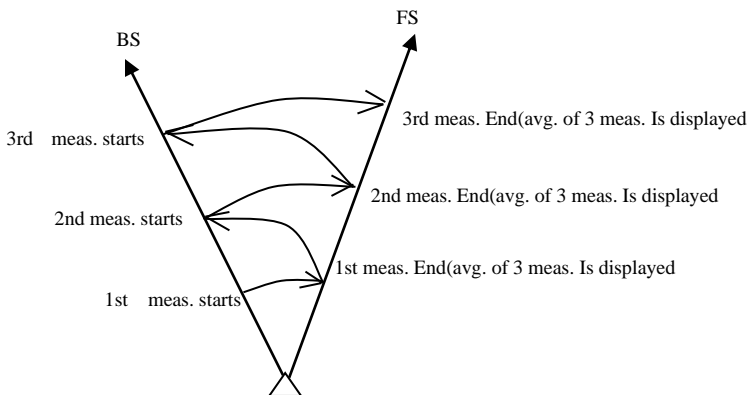 FS
BS
3rd meas. End(avg. of 3 meas. Is displayed
3rd meas. starts
2nd meas. End(avg. of 3 meas. Is displayed
2nd meas. starts
1st meas. End(avg. of 3 meas. Is displayed
1st meas. starts